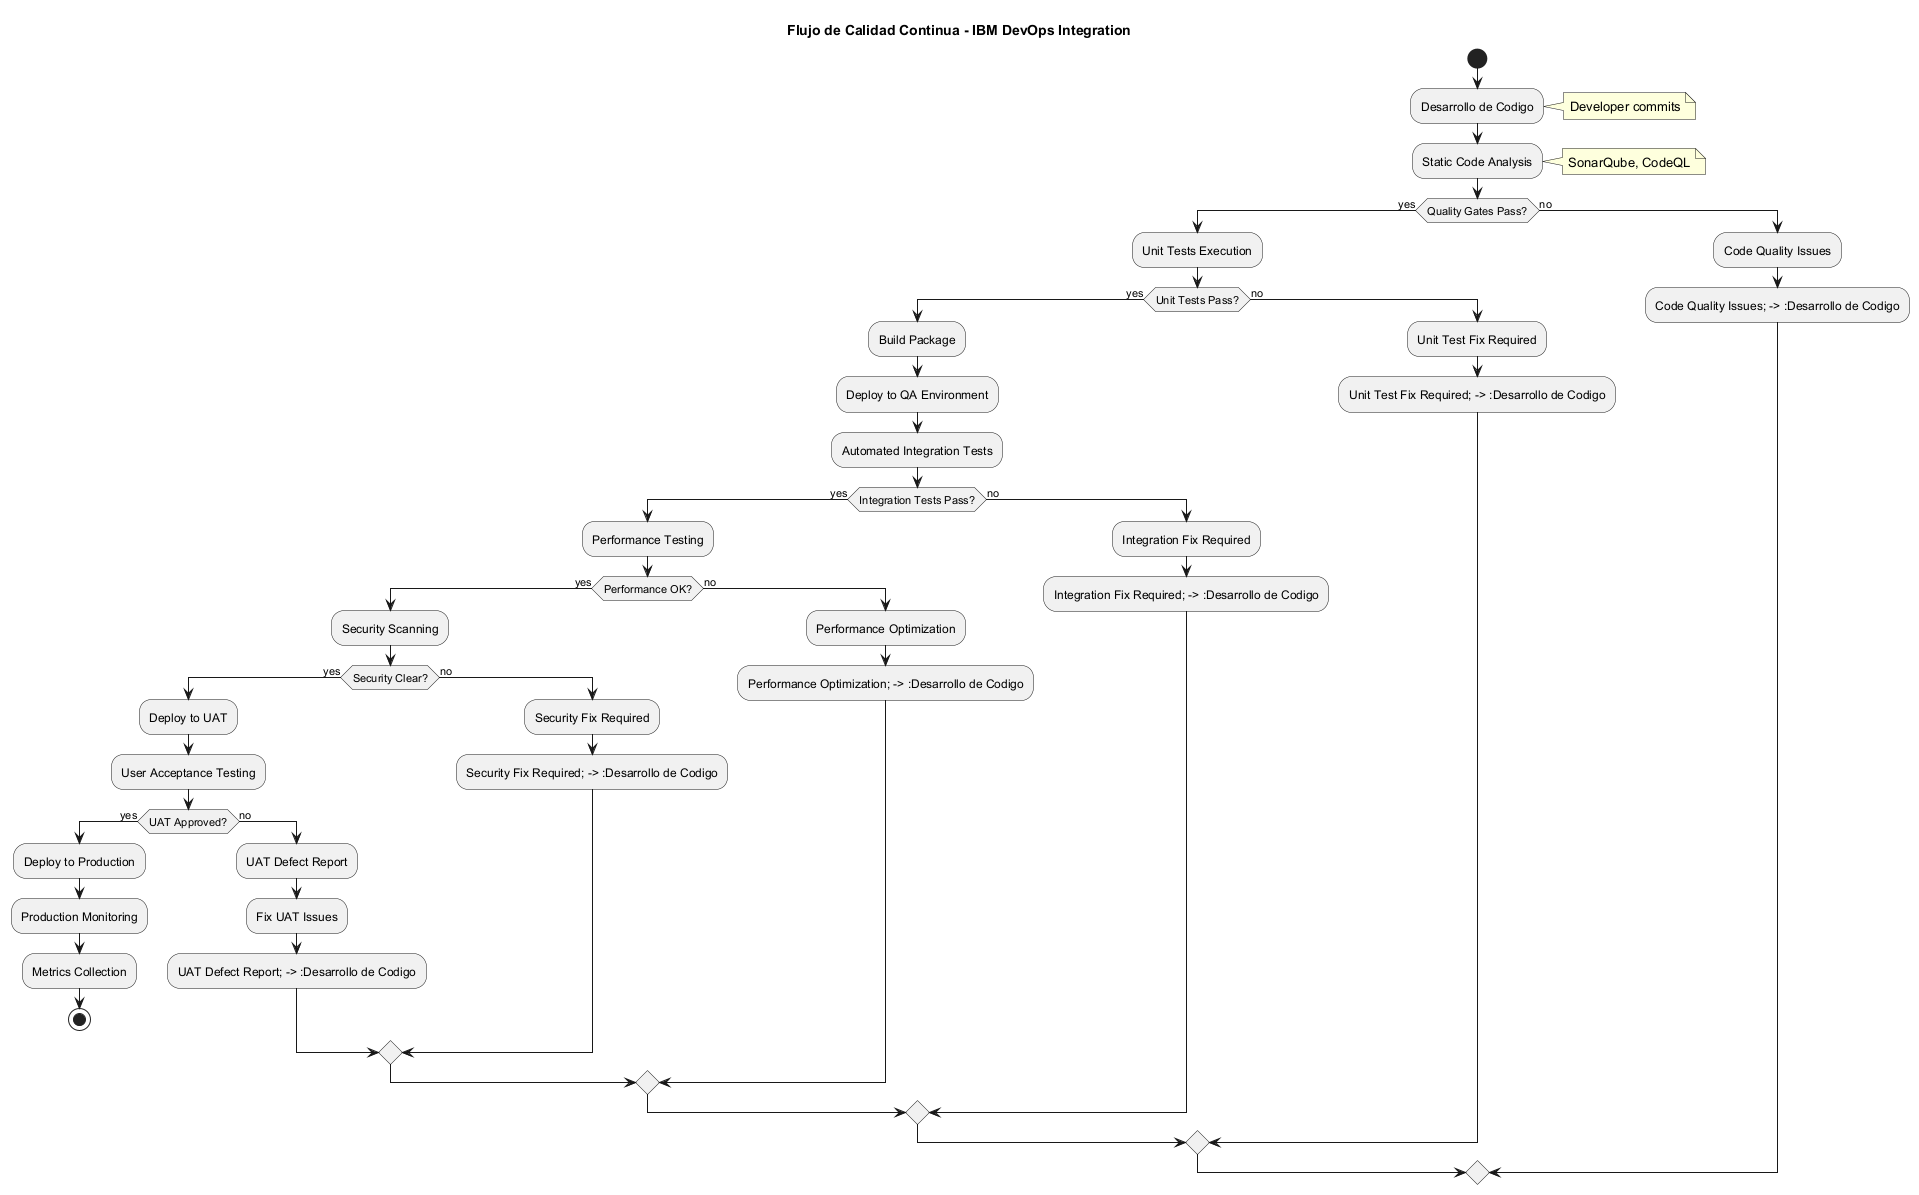 Flujo de Calidad Continua - IBM DevOps Integration
Desarrollo de Codigo
Developer commits
Static Code Analysis
SonarQube, CodeQL
yes
Quality Gates Pass?
no
Unit Tests Execution
Code Quality Issues
yes
Unit Tests Pass?
no
Code Quality Issues; -> :Desarrollo de Codigo
Build Package
Unit Test Fix Required
Deploy to QA Environment
Unit Test Fix Required; -> :Desarrollo de Codigo
Automated Integration Tests
yes
Integration Tests Pass?
no
Performance Testing
Integration Fix Required
yes
Performance OK?
no
Integration Fix Required; -> :Desarrollo de Codigo
Security Scanning
Performance Optimization
yes
Security Clear?
no
Performance Optimization; -> :Desarrollo de Codigo
Deploy to UAT
Security Fix Required
User Acceptance Testing
Security Fix Required; -> :Desarrollo de Codigo
yes
UAT Approved?
no
Deploy to Production
UAT Defect Report
Production Monitoring
Fix UAT Issues
Metrics Collection
UAT Defect Report; -> :Desarrollo de Codigo